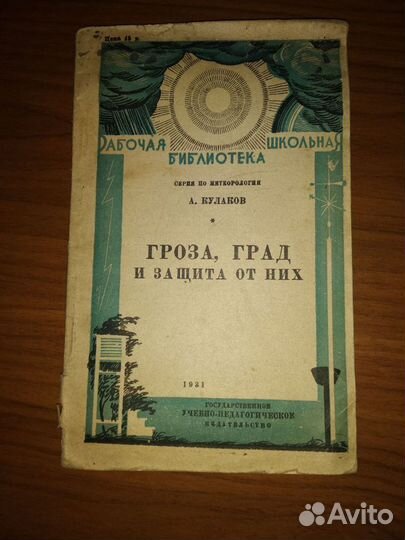 Цена 15 к.
РАБОЧАЯ ШКОЛЬНАЯ
БИБЛИОТЕКА
СЕРИЯ ПО МЕТЕОРОЛОГИИ
А. КУЛАКОВ
*
ГРОЗА, ГРАД
И ЗАЩИТА ОТ НИХ
1931
ГОСУДАРСТВЕННОЕ
УЧЕБНО-ПЕДАГОГИЧЕСКОЕ
ИЗДАТЕЛЬСТВО
Avito